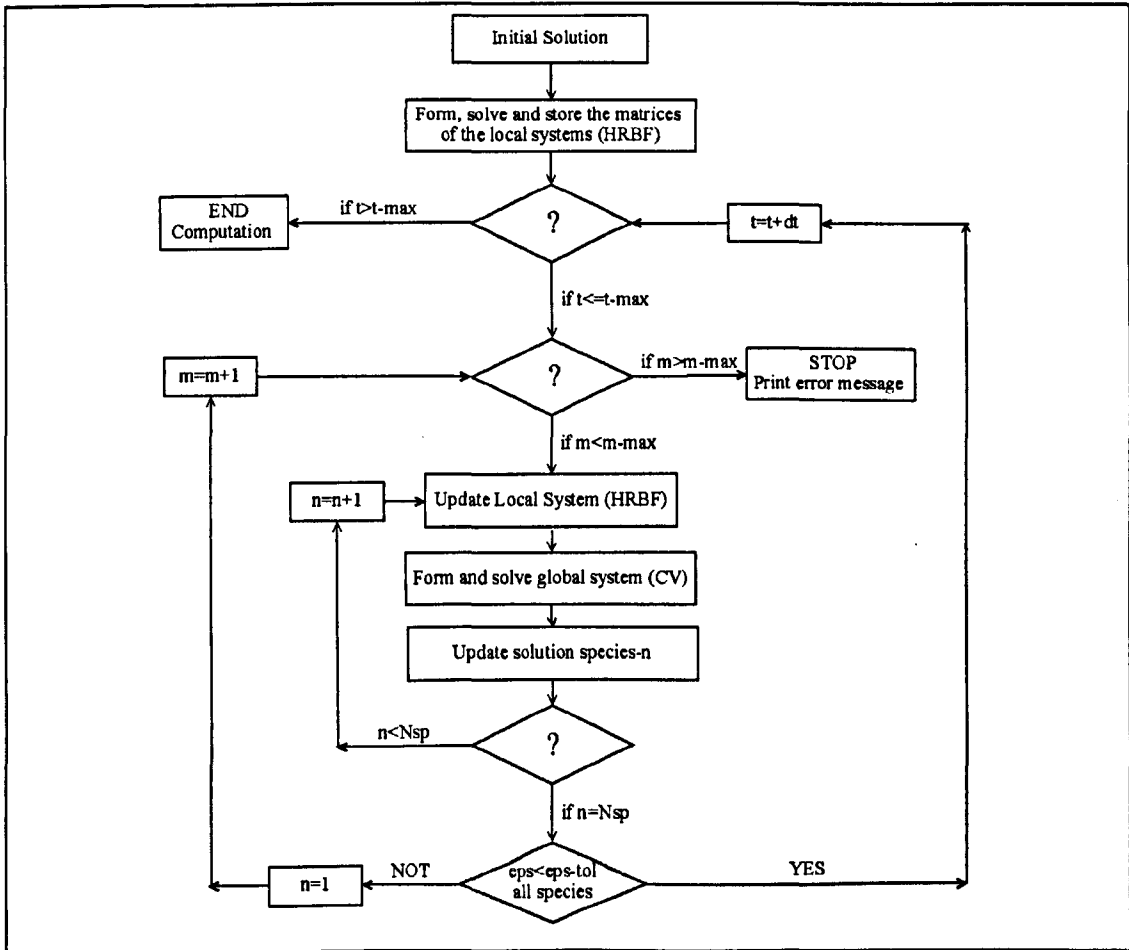 Initial Solution
Form, solve and store the matrices
of the local systems (HRBF)
END
Computation
if t>t-max
?
t=t+dt
if t<=t-max
m=m+1
?
if m>m-max
STOP
Print error message
if m<m-max
n=n+1
Update Local System (HRBF)
Form and solve global system (CV)
Update solution species-n
n<Nsp
?
if n=Nsp
n=1
NOT
eps<eps-tol
all species
YES